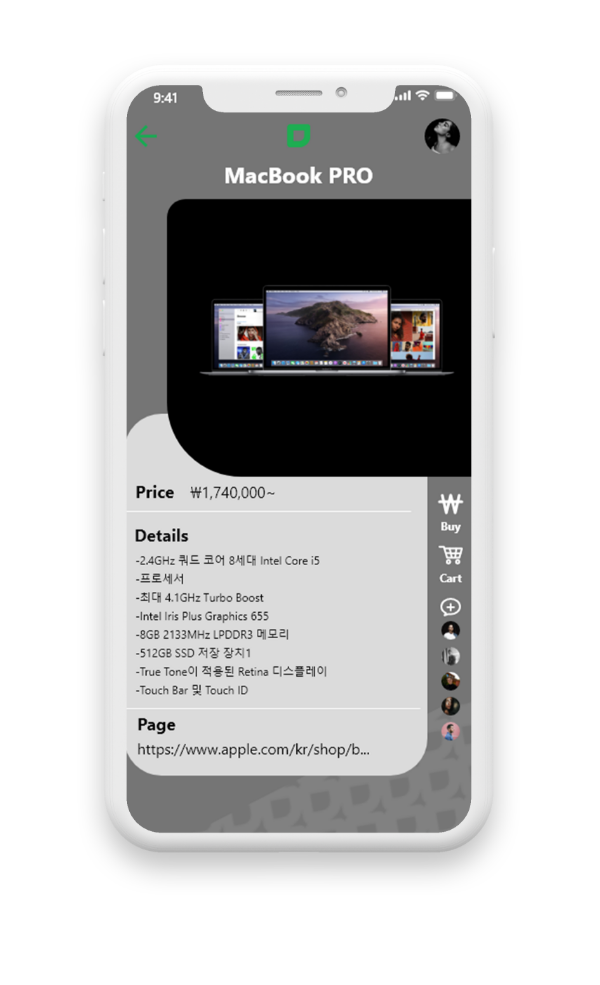 9:41
D
MacBook PRO
Price ₩1,740,000~
₩
Buy
Details
-2.4GHz 쿼드 코어 8세대 Intel Core i5
-프로세서
-최대 4.1GHz Turbo Boost
-Intel Iris Plus Graphics 655
-8GB 2133MHz LPDDR3 메모리
-512GB SSD 저장 장치1
-True Tone이 적용된 Retina 디스플레이
-Touch Bar 및 Touch ID
Cart
Page
https://www.apple.com/kr/shop/b...